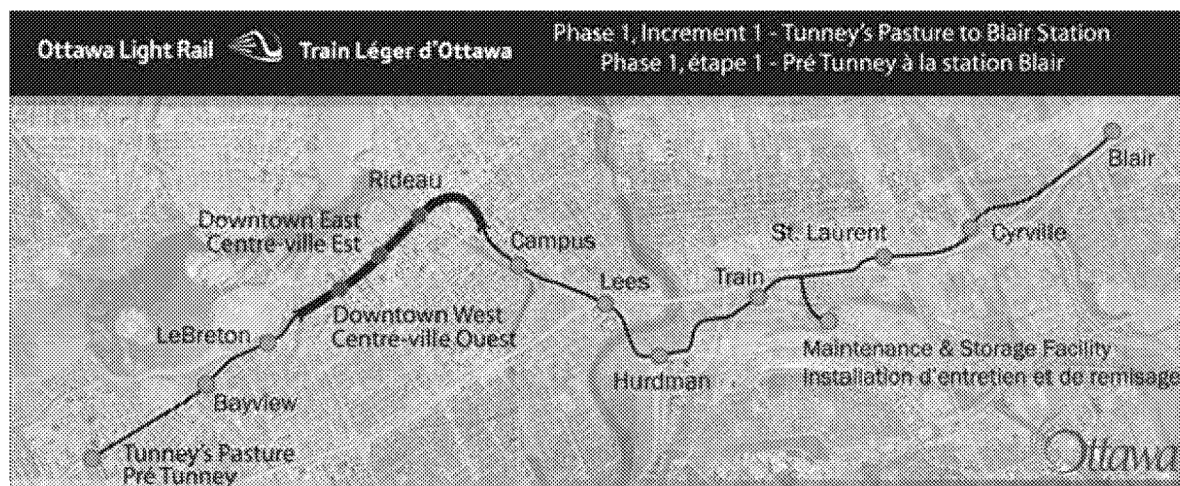 Ottawa Light Rail
Train Léger d'Ottawa
Phase 1, Increment 1 - Tunney's Pasture to Blair Station
Phase 1, étape 1 - Pré Tunney à la station Blair
Blair
Rideau
Downtown East
Centre-ville Est
Campus
St. Laurent
Cyrville
Lees
Train
Downtown West
Centre-ville Ouest
LeBreton
Maintenance & Storage Facility
Installation d'entretien et de remisage
Hurdman
Bayview
Tunney's Pasture
Pré Tunney
Ottawa